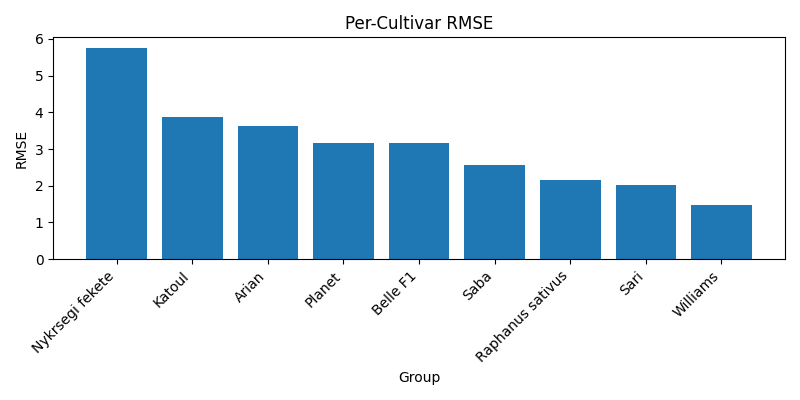 Per-Cultivar RMSE
RMSE
6
5
4
3
2
1
0
Nykrsegi fekete
Katoul
Arian
Planet
Belle F1
Saba
Raphanus sativus
Sari
Williams
Group